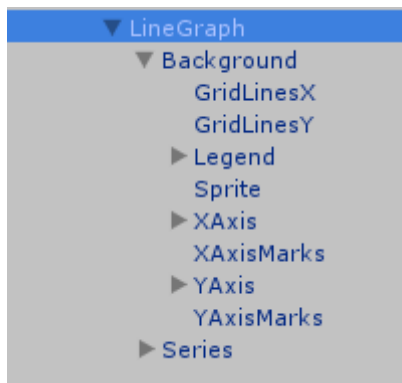 LineGraph
Background
GridLinesX
GridLinesY
Legend
Sprite
XAxis
XAxisMarks
YAxis
YAxisMarks
Series